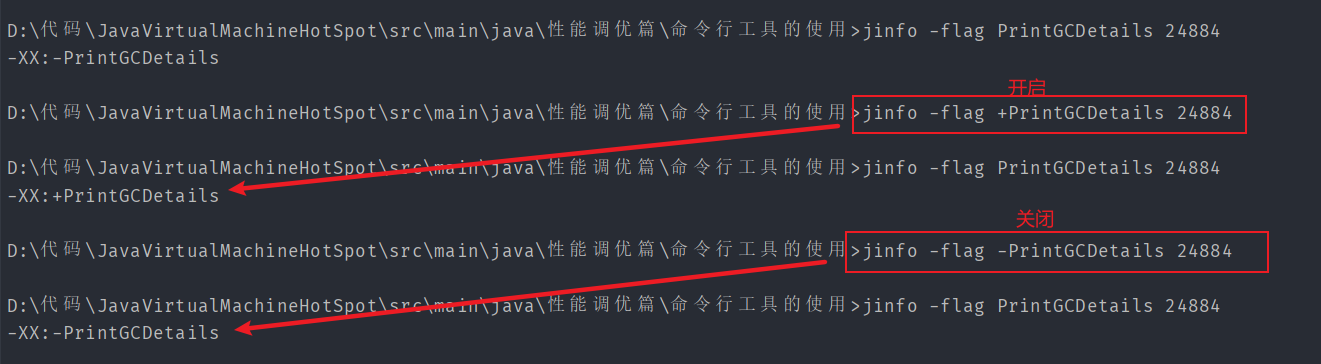 D:\代码\JavaVirtualMachineHotSpot\src\main\java\性能调优篇\命令行工具的使用>jinfo -flag PrintGCDetails 24884
-XX:-PrintGCDetails
开启
D:\代码\JavaVirtualMachineHotSpot\src\main\java\性能调优篇\命令行工具的使用>jinfo -flag +PrintGCDetails 24884
D:\代码\JavaVirtualMachineHotSpot\src\main\java\性能调优篇\命令行工具的使用>jinfo -flag PrintGCDetails 24884
-XX:+PrintGCDetails
关闭
D:\代码\JavaVirtualMachineHotSpot\src\main\java\性能调优篇\命令行工具的使用>jinfo -flag -PrintGCDetails 24884
D:\代码\JavaVirtualMachineHotSpot\src\main\java\性能调优篇\命令行工具的使用>jinfo -flag PrintGCDetails 24884
-XX:-PrintGCDetails